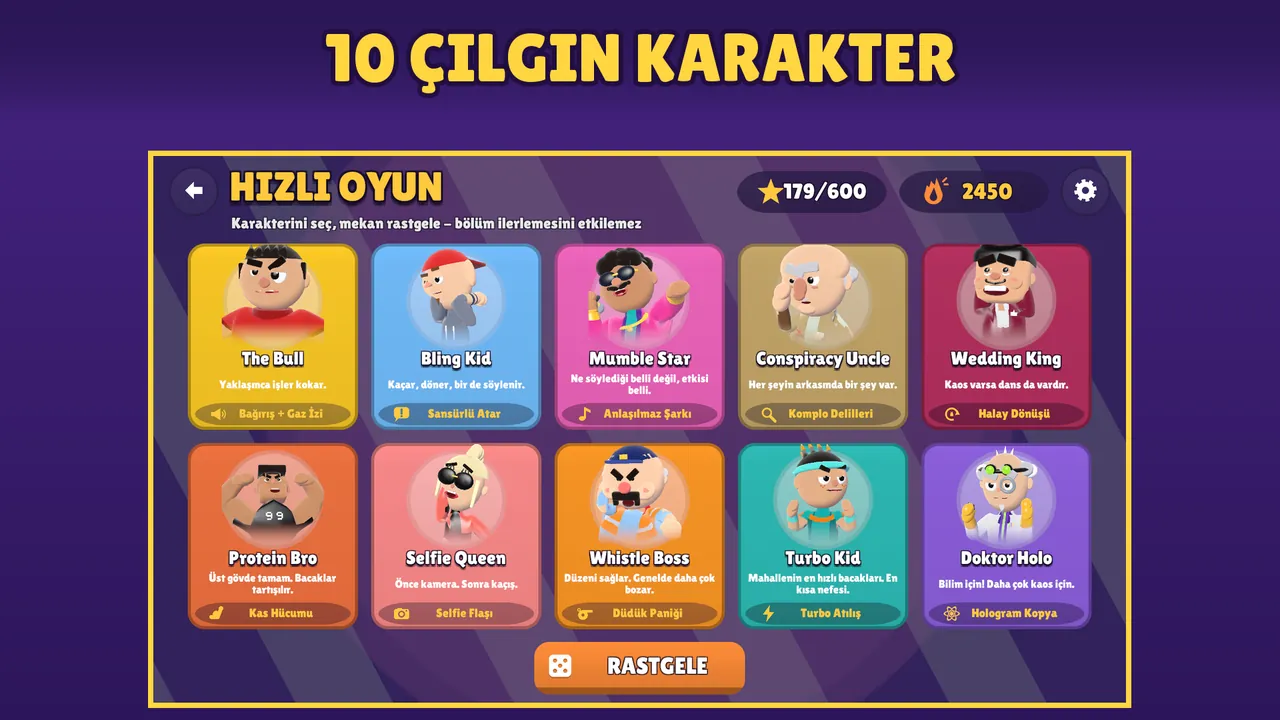 10 ÇILGIN KARAKTER
HIZLI OYUN
179/600
2450
Karakterini seç, mekan rastgele – bölüm ilerlemesini etkilemez
The Bull
Yaklaşınca işler kokar.
Bağırış + Gaz İzi
Bling Kid
Kaçar, döner, bir de söylenir.
Sansürlü Atar
Mumble Star
Ne söylediği belli değil, etkisi
belli.
Anlaşılmaz Şarkı
Conspiracy Uncle
Her şeyin arkasında bir şey var.
Komplo Delilleri
Wedding King
Kaos varsa dans da vardır.
Halay Dönüşü
Protein Bro
Üst gövde tamam. Bacaklar
tartışılır.
Kas Hücumu
99
Selfie Queen
Önce kamera. Sonra kaçış.
Selfie Flaşı
Whistle Boss
Düzeni sağlar. Genelde daha çok
bozar.
Düdük Paniği
Turbo Kid
Mahallenin en hızlı bacakları. En
kısa nefesi.
Turbo Atılış
Doktor Holo
Bilim için! Daha çok kaos için.
Hologram Kopya
RASTGELE